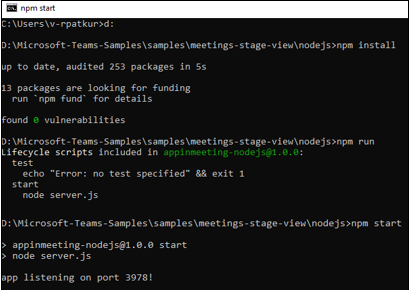 npm start
C:\Users\v-rpatkur>d:
D:\Microsoft-Teams-Samples\samples\meetings-stage-view\nodejs>npm install
up to date, audited 253 packages in 5s
13 packages are looking for funding
  run `npm fund` for details
found 0 vulnerabilities
D:\Microsoft-Teams-Samples\samples\meetings-stage-view\nodejs>npm run
Lifecycle scripts included in appinmeeting-nodejs@1.0.0:
  test
    echo "Error: no test specified" && exit 1
  start
    node server.js
D:\Microsoft-Teams-Samples\samples\meetings-stage-view\nodejs>npm start
> appinmeeting-nodejs@1.0.0 start
> node server.js
app listening on port 3978!